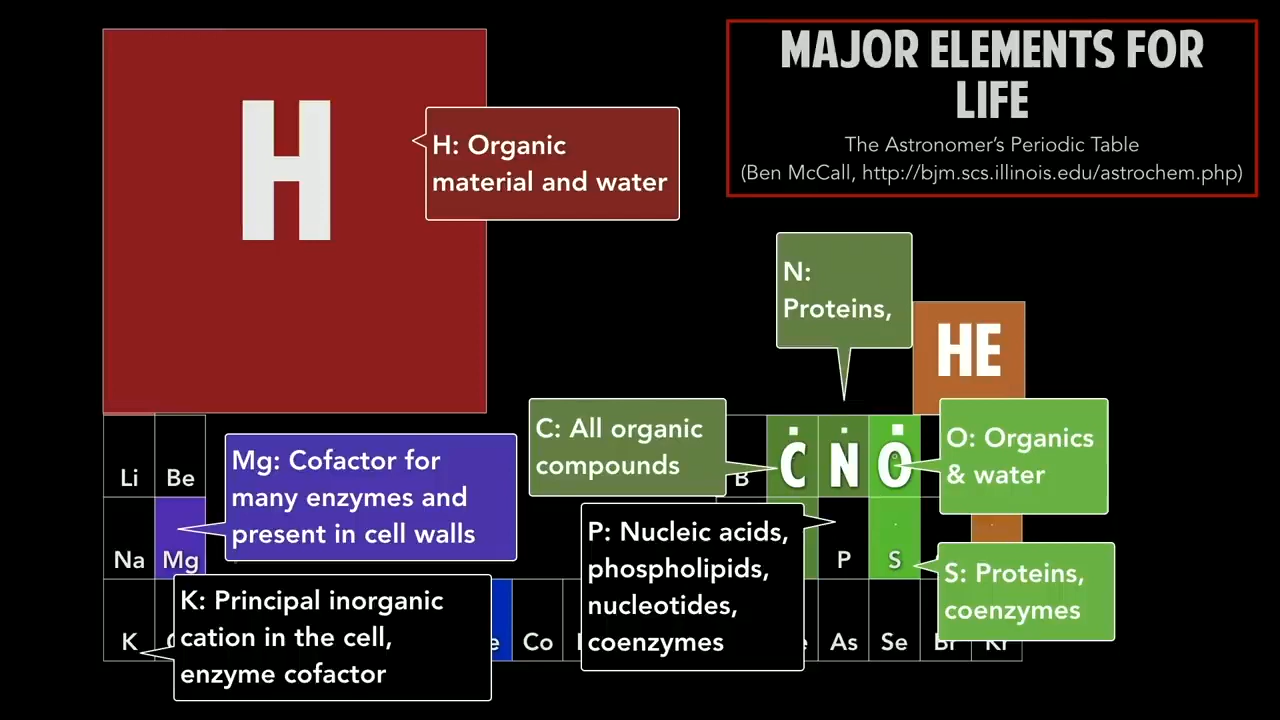 MAJOR ELEMENTS FOR
LIFE
The Astronomer's Periodic Table
(Ben McCall, http://bjm.scs.illinois.edu/astrochem.php)
H
H: Organic
material and water
N:
Proteins,
HE
C: All organic
compounds
O: Organics
& water
Li Be B C N O
Mg: Cofactor for
many enzymes and
present in cell walls
P: Nucleic acids,
phospholipids,
nucleotides,
coenzymes
Na Mg P S
S: Proteins,
coenzymes
K: Principal inorganic
cation in the cell,
enzyme cofactor
K Co As Se Br Kr